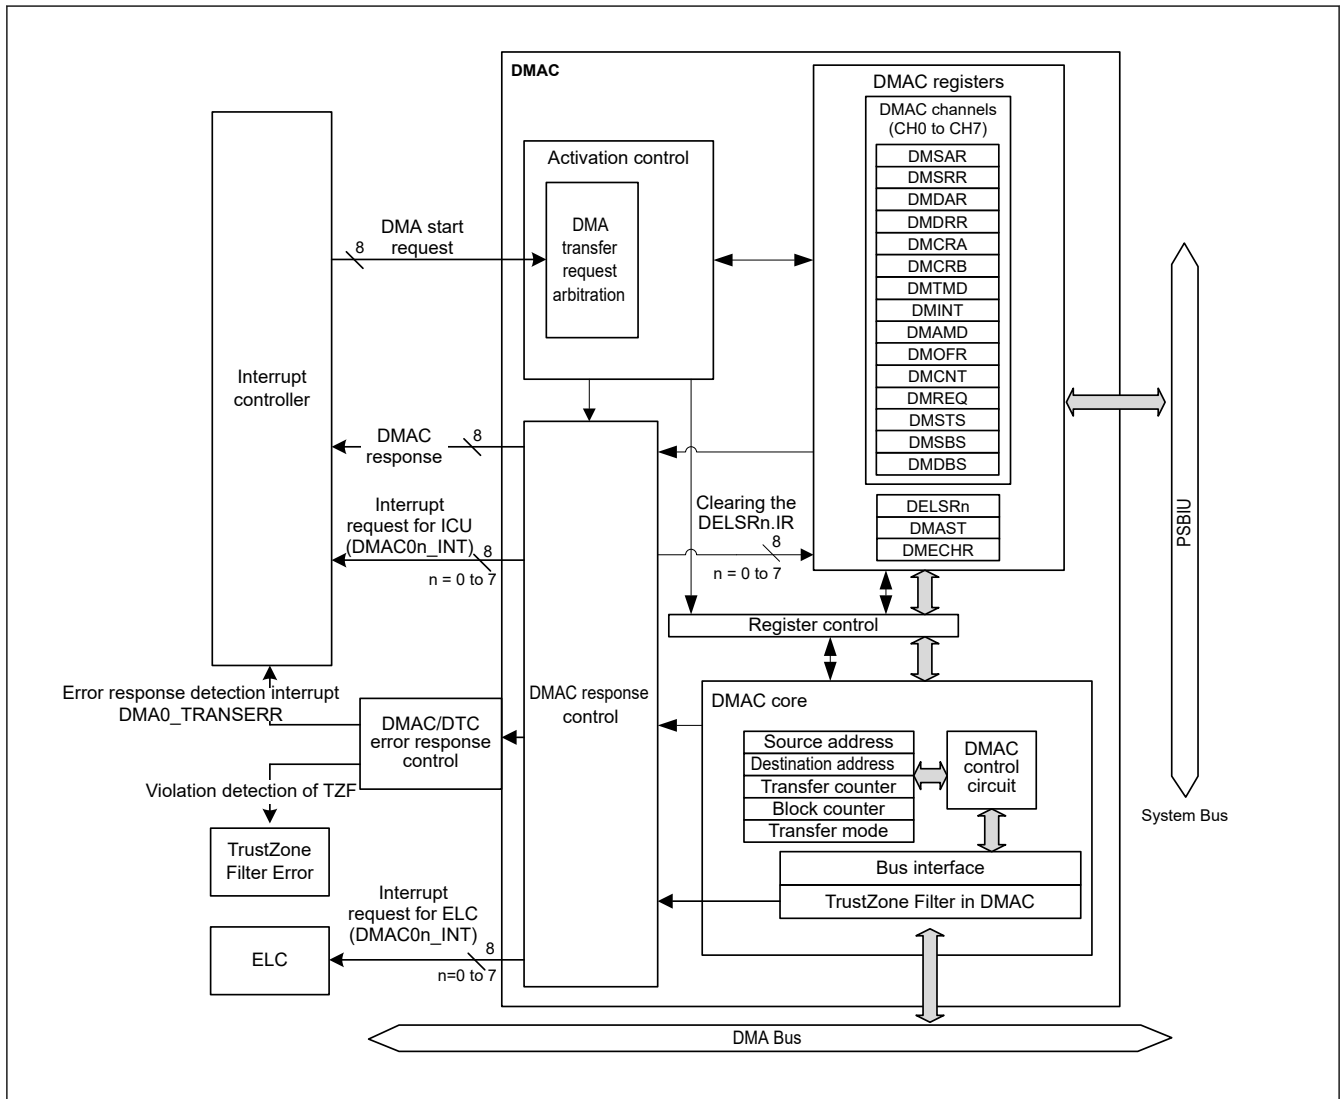 DMAC
DMAC registers
DMAC channels
(CH0 to CH7)
DMSAR
DMSRR
DMDAR
DMDRR
DMCRA
DMCRB
DMTMD
DMINT
DMAMD
DMOFR
DMCNT
DMREQ
DMSTS
DMSBS
DMDBS
DELSRn
DMAST
DMECHR
Activation control
DMA
transfer
request
arbitration
DMA start
request
8
Interrupt
controller
DMAC
response
8
Interrupt
request for ICU
(DMAC0n_INT)
8
n = 0 to 7
Clearing the
DELSRn.IR
8
n = 0 to 7
Register control
PSBIU
System Bus
Error response detection interrupt
DMA0_TRANSERR
DMAC/DTC
error response
control
DMAC response
control
Violation detection of TZF
TrustZone
Filter Error
DMAC core
Source address
Destination address
Transfer counter
Block counter
Transfer mode
DMAC
control
circuit
Bus interface
TrustZone Filter in DMAC
Interrupt
request for ELC
(DMAC0n_INT)
8
n=0 to 7
ELC
DMA Bus